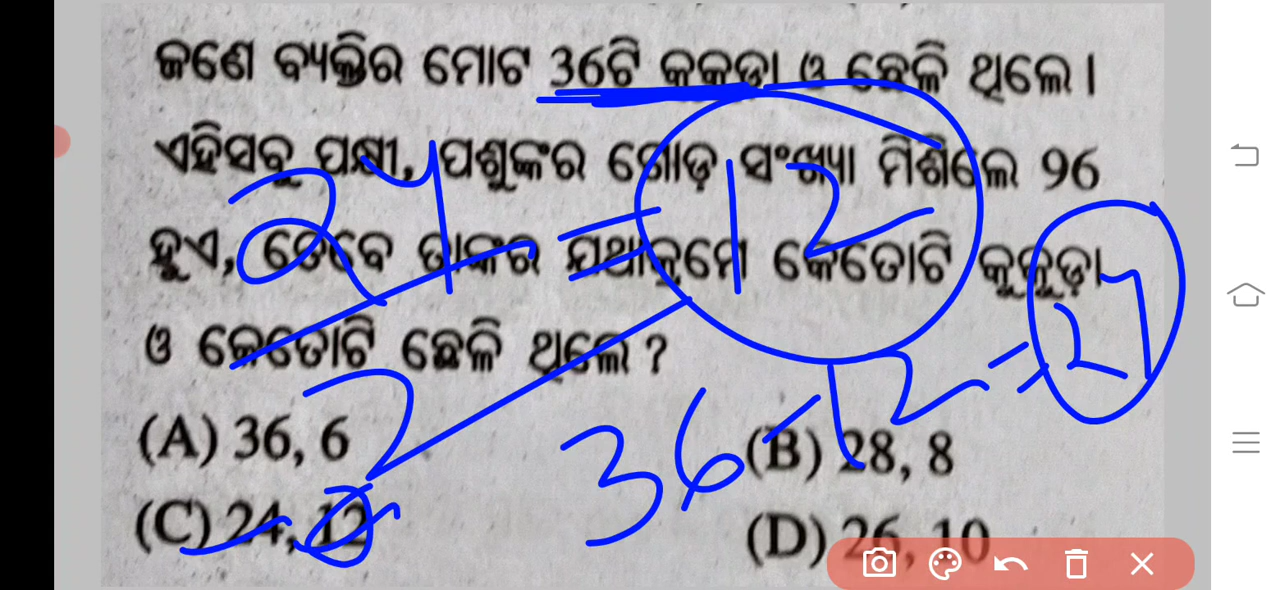 ଜଣେ ବ୍ୟକ୍ତିର ମୋଟ 36ଟି କୁକୁଡ଼ା ଓ ଛେଳି ଥିଲେ ।
ଏହିସବୁ ପକ୍ଷୀ, ପଶୁଙ୍କର ଗୋଡ଼ ସଂଖ୍ୟା ମିଶିଲେ 96
ହୁଏ, ତେବେ ତାଙ୍କର ଯଥାକ୍ରମେ କେତୋଟି କୁକୁଡ଼ା
ଓ କେତୋଟି ଛେଳି ଥିଲେ ?
(A) 36, 6 (B) 28, 8
(C) 24, 12 (D) 26, 10
24 = 12
2
36 - 12 =